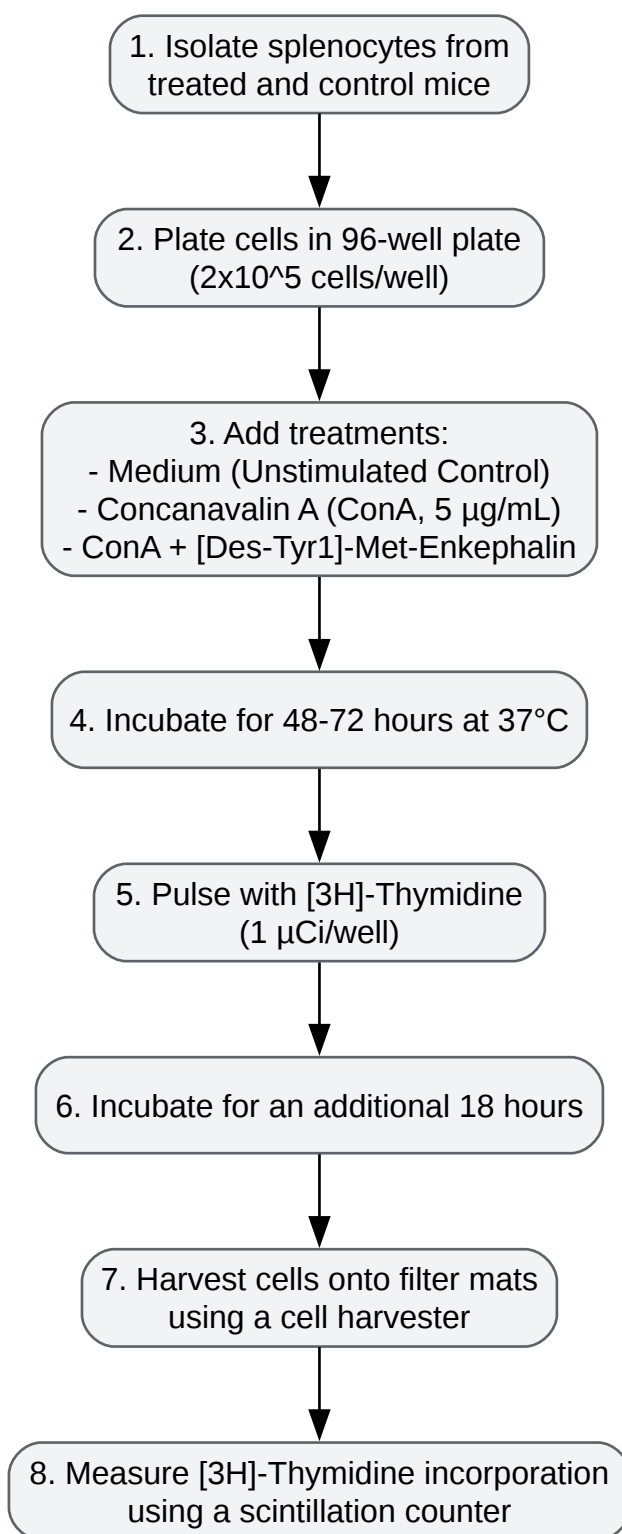 1. Isolate splenocytes from
treated and control mice
2. Plate cells in 96-well plate
(2x10^5 cells/well)
3. Add treatments:
- Medium (Unstimulated Control)
- Concanavalin A (ConA, 5 µg/mL)
- ConA + [Des-Tyr1]-Met-Enkephalin
4. Incubate for 48-72 hours at 37°C
5. Pulse with [3H]-Thymidine
(1 µCi/well)
6. Incubate for an additional 18 hours
7. Harvest cells onto filter mats
using a cell harvester
8. Measure [3H]-Thymidine incorporation
using a scintillation counter